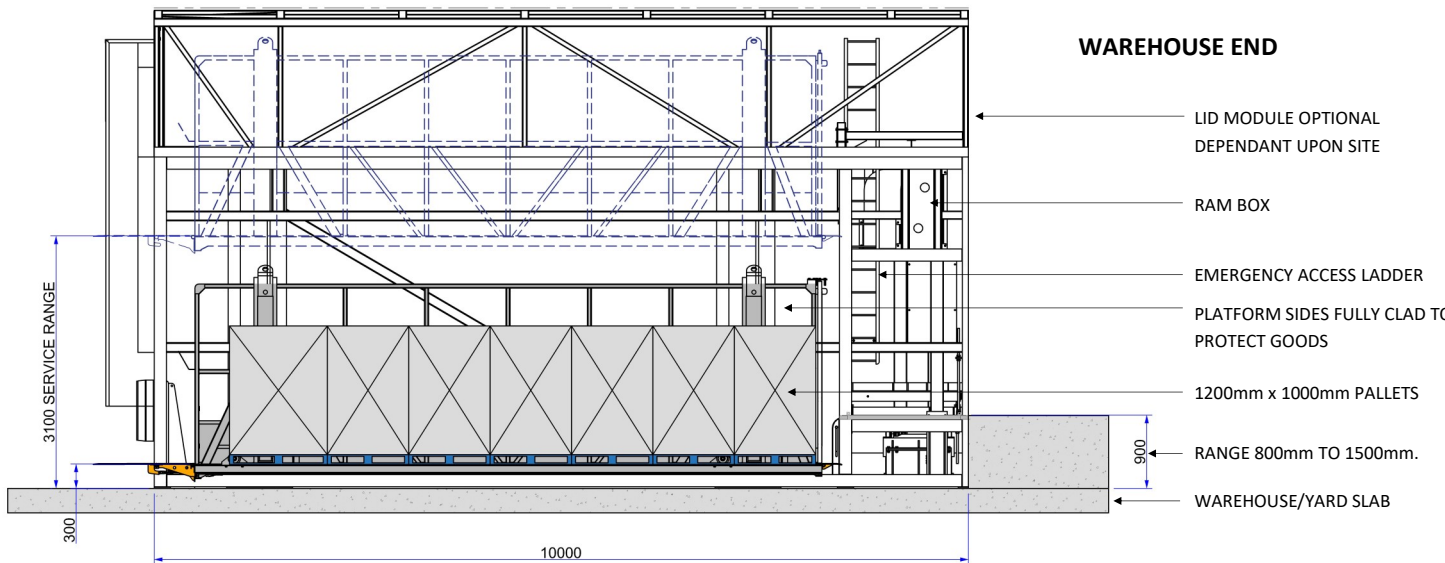 WAREHOUSE END
LID MODULE OPTIONAL
DEPENDANT UPON SITE
RAM BOX
EMERGENCY ACCESS LADDER
PLATFORM SIDES FULLY CLAD TO
PROTECT GOODS
1200mm x 1000mm PALLETS
RANGE 800mm TO 1500mm.
WAREHOUSE/YARD SLAB
3100 SERVICE RANGE
300
900
10000